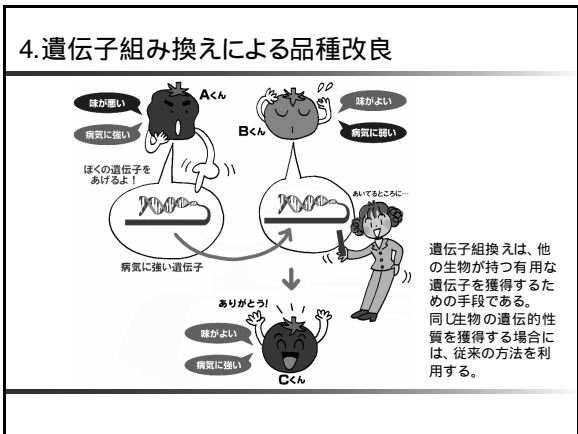 4.遺伝子組み換えによる品種改良
Aくん
味が悪い
病気に強い
Bくん
味がよい
病気に弱い
ぼくの遺伝子を
あげるよ！
あいてるところに…
病気に強い遺伝子
ありがとう！
味がよい
病気に強い
Cくん
遺伝子組換えは、他
の生物が持つ有用な
遺伝子を獲得するた
めの手段である。
同じ生物の遺伝的性
質を獲得する場合に
は、従来の方法を利
用する。